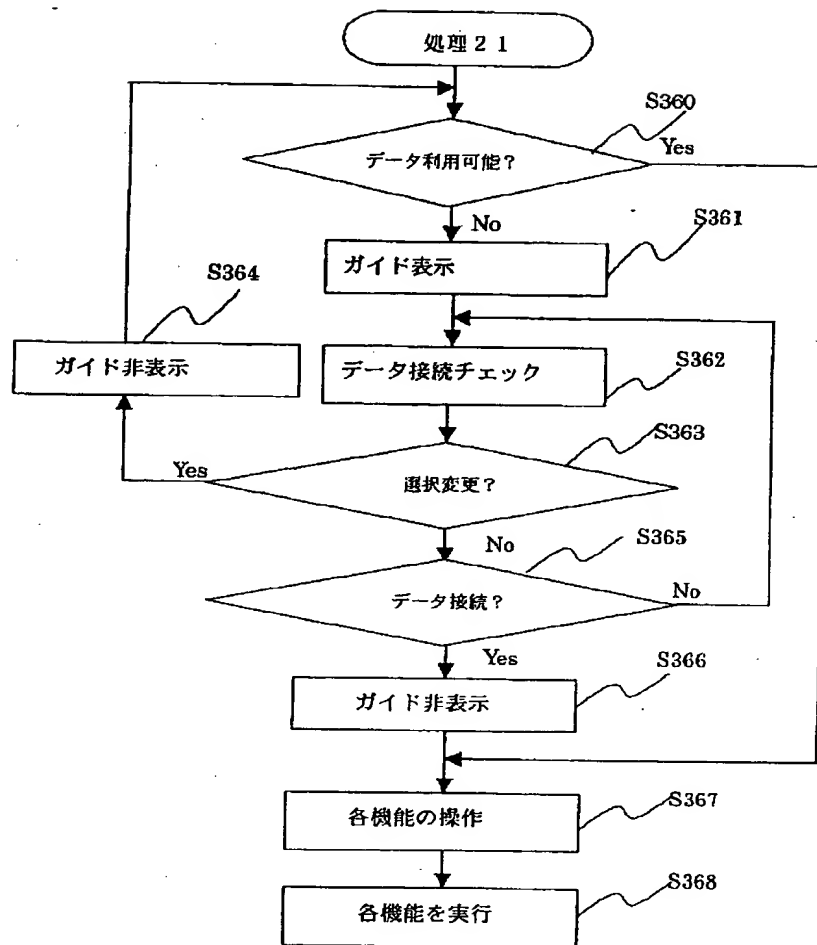 処理２１
S360
データ利用可能？
Yes
No
S361
ガイド表示
S364
ガイド非表示
データ接続チェック
S362
S363
Yes
選択変更？
No
S365
データ接続？
No
Yes
S366
ガイド非表示
各機能の操作
S367
各機能を実行
S368